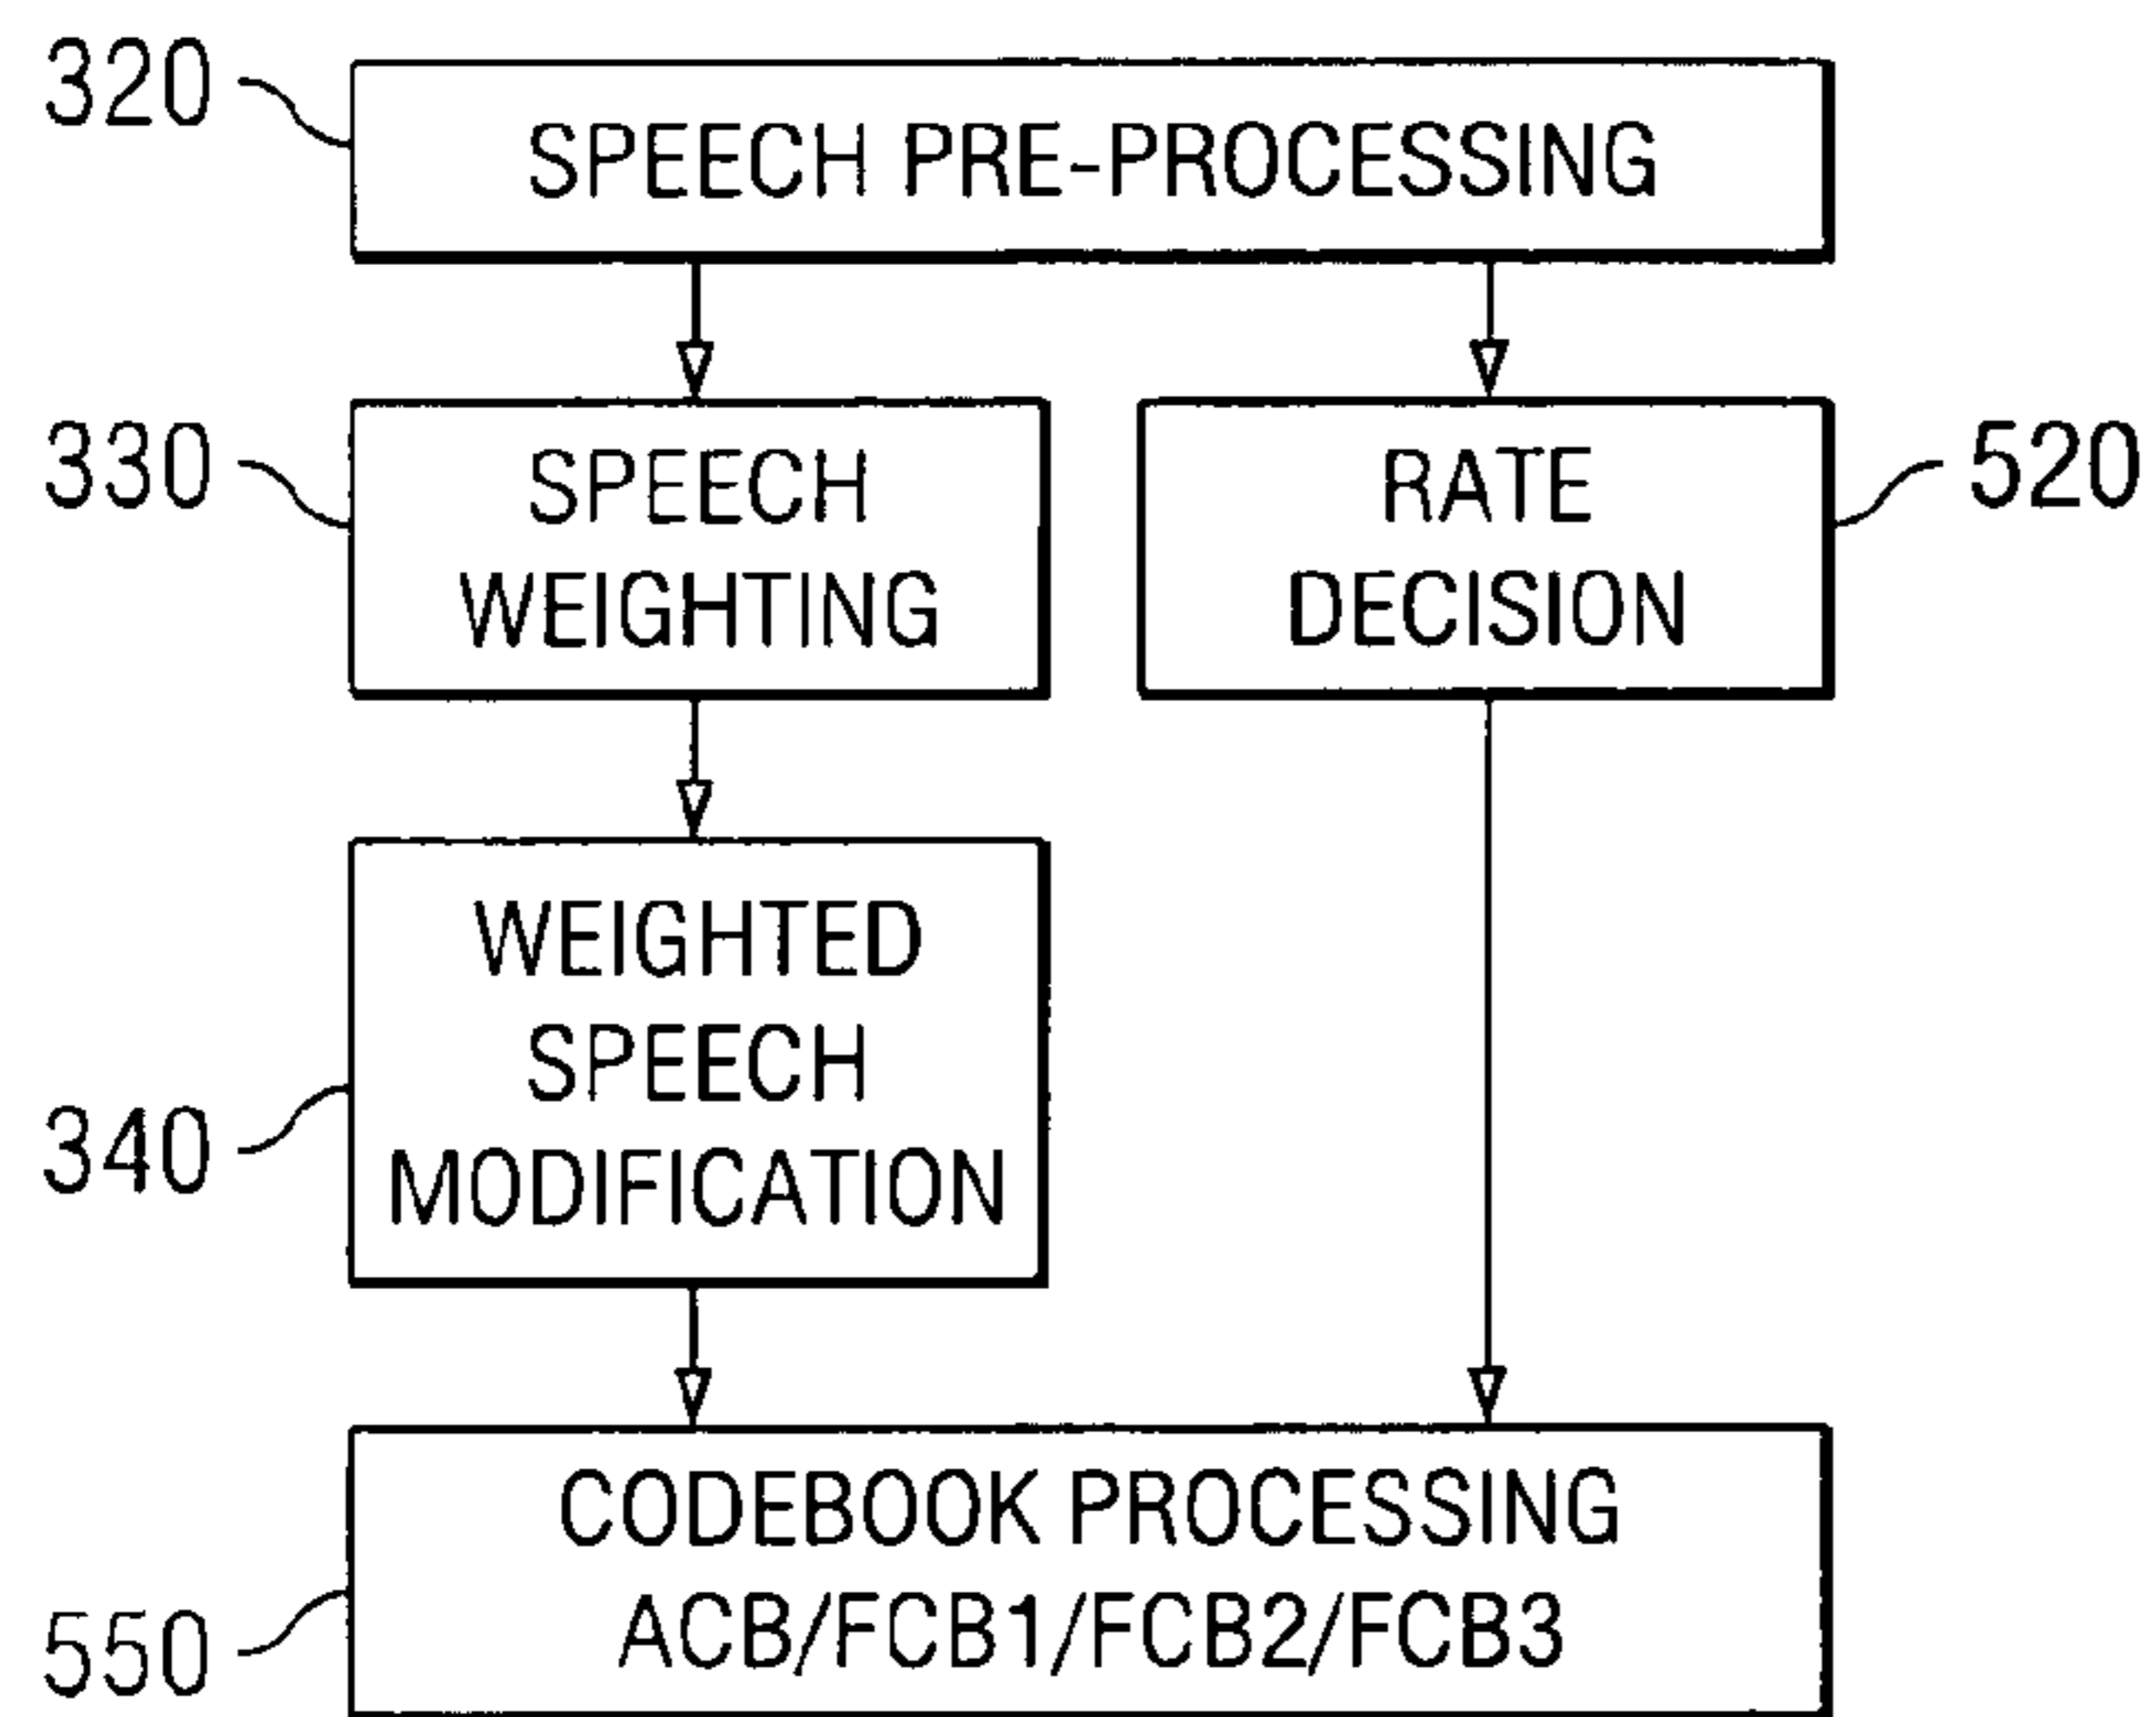 320
SPEECH PRE-PROCESSING
330
SPEECH
WEIGHTING
RATE
DECISION
520
WEIGHTED
SPEECH
MODIFICATION
340
CODEBOOK PROCESSING
ACB/FCB1/FCB2/FCB3
550